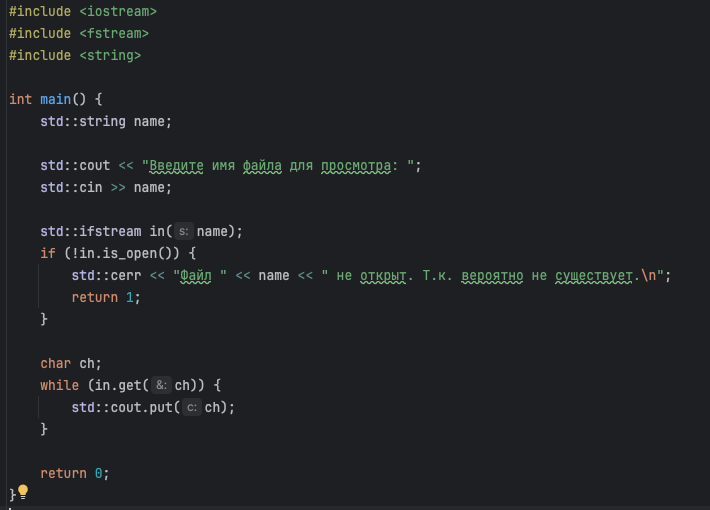 #include <iostream>
#include <fstream>
#include <string>
int main() {
std::string name;
std::cout << "Введите имя файла для просмотра: ";
std::cin >> name;
std::ifstream in( s: name);
if (!in.is_open()) {
std::cerr << "Файл " << name << " не открыт. Т.к. вероятно не существует.\n";
return 1;
}
char ch;
while (in.get( &: ch)) {
std::cout.put( c: ch);
}
return 0;
}